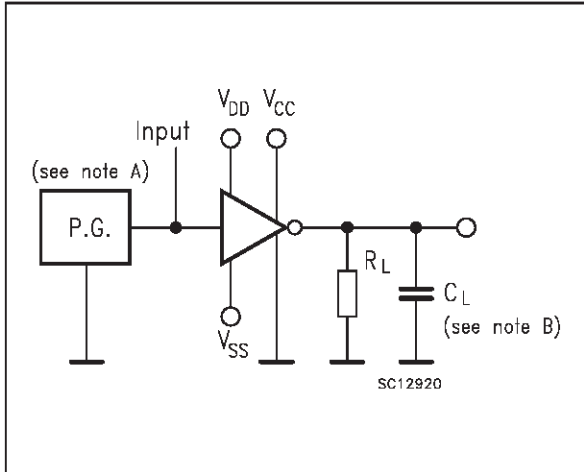 V_DD V_CC
Input
(see note A)
P.G.
R_L
C_L
(see note B)
V_SS
SC12920